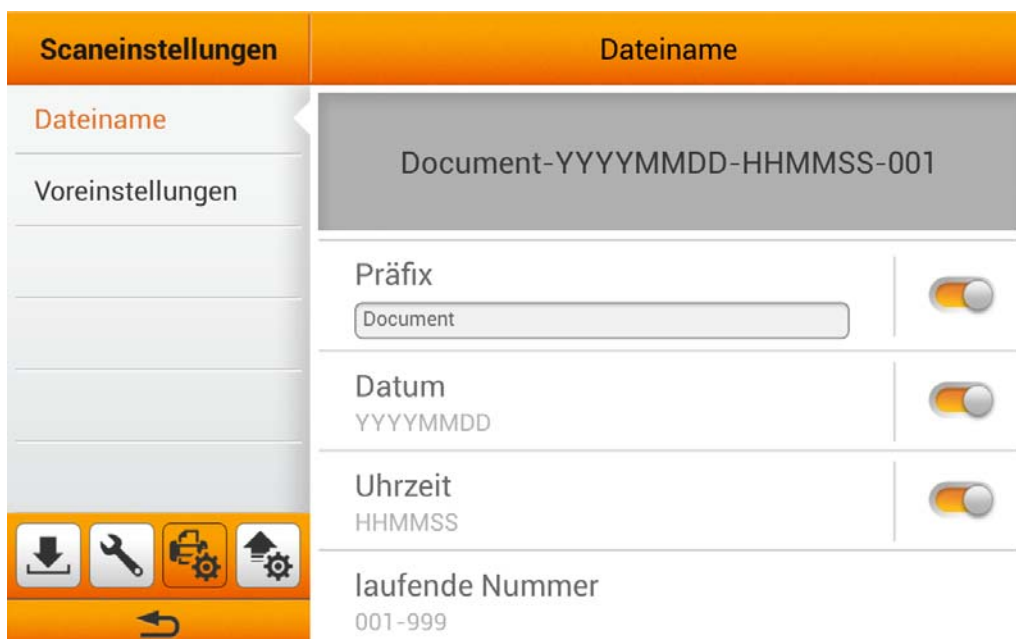 Scaneinstellungen
Dateiname
Dateiname
Voreinstellungen
Document-YYYYMMDD-HHMMSS-001
Präfix
Document
Datum
YYYYMMDD
Uhrzeit
HHMMSS
laufende Nummer
001-999